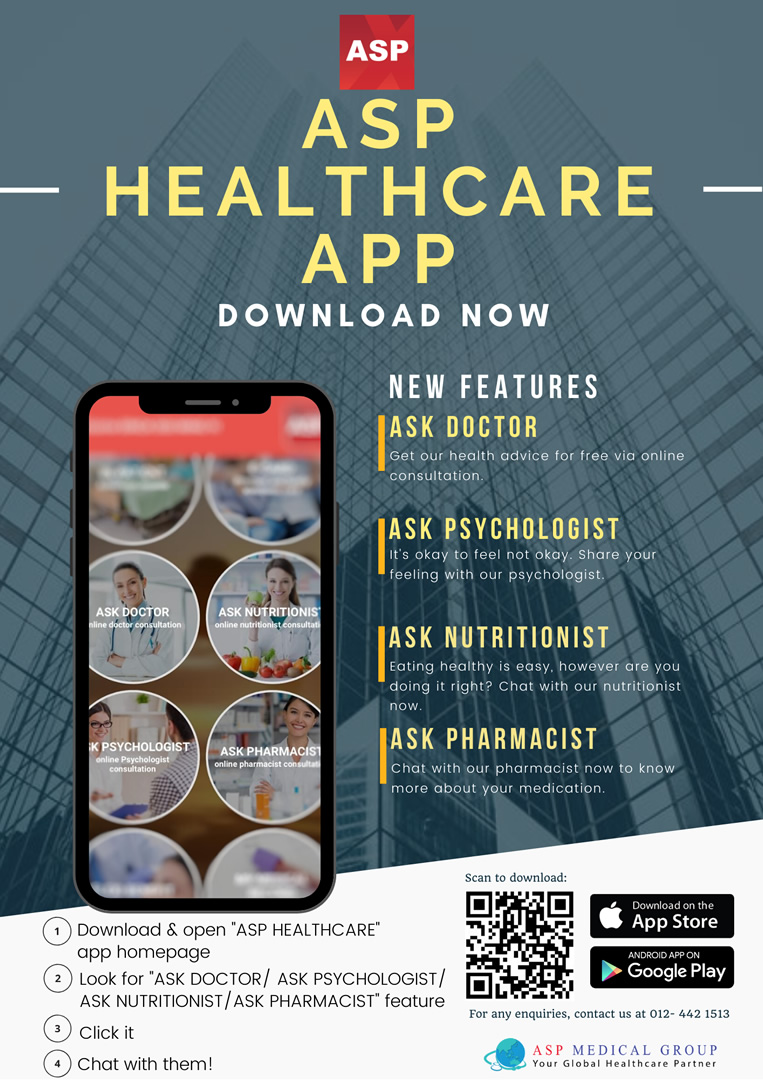 ASP
ASP
HEALTHCARE
APP
DOWNLOAD NOW
NEW FEATURES
ASK DOCTOR
Get our health advice for free via online
consultation.
ASK PSYCHOLOGIST
It's okay to feel not okay. Share your
feeling with our psychologist.
ASK NUTRITIONIST
Eating healthy is easy, however are you
doing it right? Chat with our nutritionist
now.
ASK PHARMACIST
Chat with our pharmacist now to know
more about your medication.
ASK DOCTOR
nline doctor consultation
ASK NUTRITIONIS
online nutritionist consultati
K PSYCHOLOGIST
online Psychologist
consultation
ASK PHARMACIST
online pharmacist consultati
1 Download & open "ASP HEALTHCARE"
app homepage
2 Look for "ASK DOCTOR/ ASK PSYCHOLOGIST/
ASK NUTRITIONIST/ASK PHARMACIST" feature
3 Click it
4 Chat with them!
Scan to download:
Download on the
App Store
ANDROID APP ON
Google Play
For any enquiries, contact us at 012- 442 1513
ASP MEDICAL GROUP
Your Global Healthcare Partner